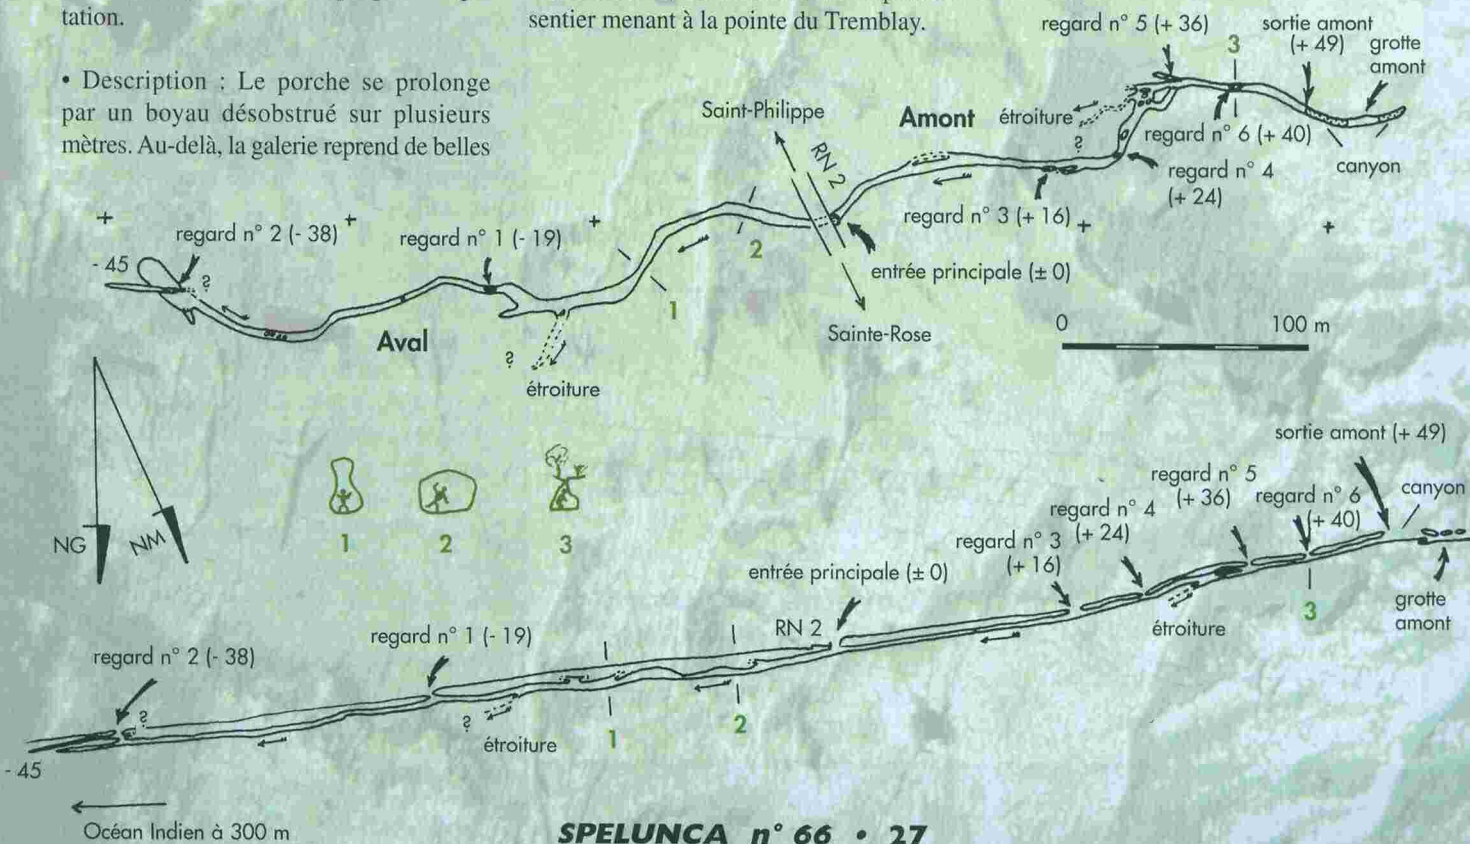 tation.
• Description : Le porche se prolonge
par un boyau désobstrué sur plusieurs
mètres. Au-delà, la galerie reprend de belles
sentier menant à la pointe du Tremblay.
regard n° 5 (+ 36)
3
sortie amont
(+ 49)
grotte
amont
Saint-Philippe
RN 2
Amont
étroiture
?
regard n° 6 (+ 40)
canyon
regard n° 4
(+ 24)
regard n° 3 (+ 16)
entrée principale (± 0)
Sainte-Rose
2
1
regard n° 2 (- 38)
- 45
?
regard n° 1 (- 19)
Aval
?
étroiture
0
100 m
NG
NM
1
2
3
sortie amont (+ 49)
canyon
regard n° 5
(+ 36)
regard n° 6
(+ 40)
regard n° 4
(+ 24)
regard n° 3
(+ 16)
grotte
amont
3
étroiture
entrée principale (± 0)
RN 2
regard n° 1 (- 19)
regard n° 2 (- 38)
?
?
étroiture
1
2
- 45
Océan Indien à 300 m
SPELUNCA n° 66 • 27